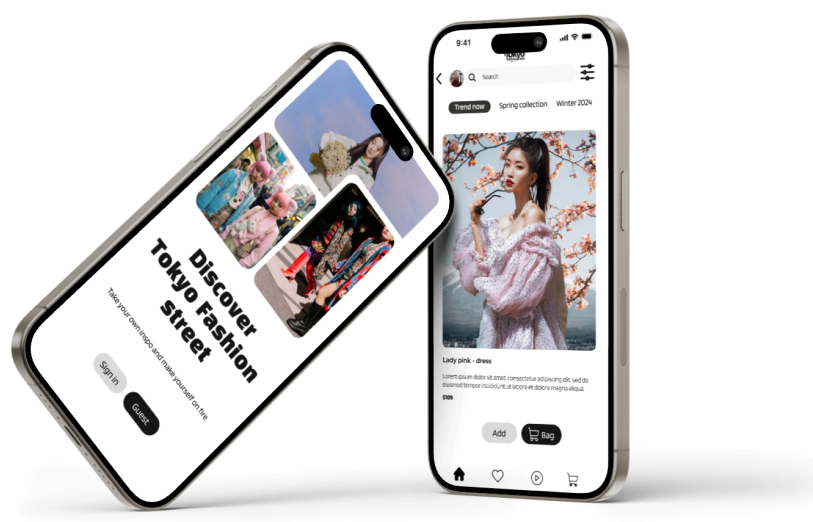 Discover
Tokyo Fashion
street
Take your own inspo and make yourself on fire.
Sign in
Guest
9:41
Tokyo
Search
Trend now Spring collection Winter 2024
Lady pink - dress
Lorem ipsum dolor sit amet, consectetur adipiscing elit, sed do
eiusmod tempor incididunt ut labore et dolore magna aliqua.
$109
Add
Bag